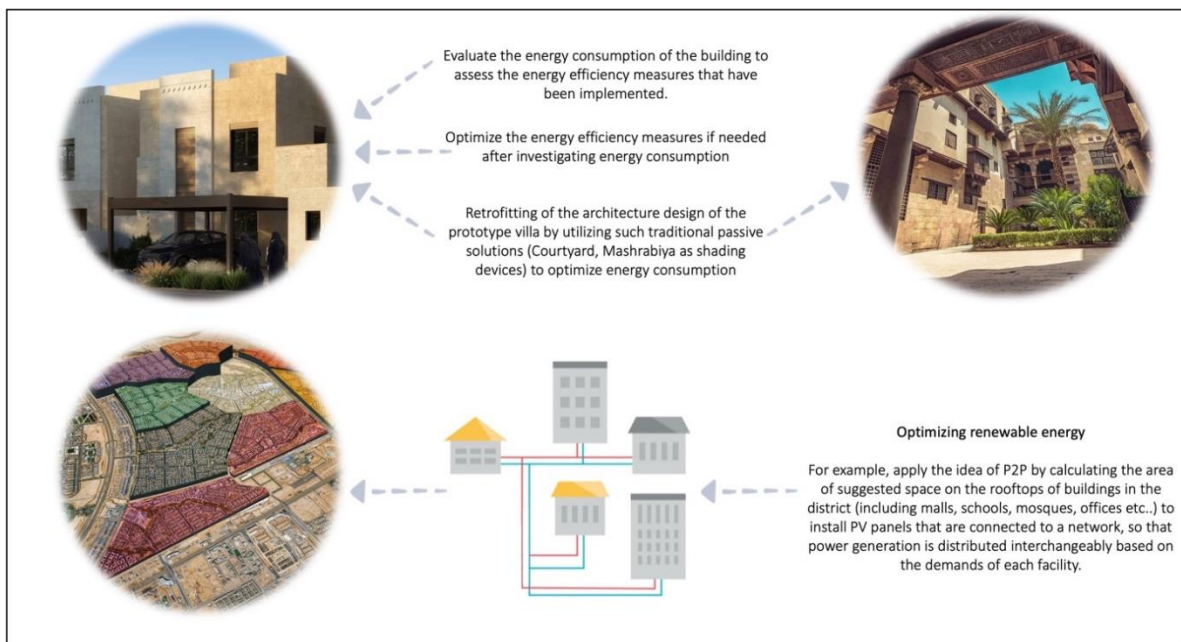 Evaluate the energy consumption of the building to
assess the energy efficiency measures that have
been implemented.
Optimize the energy efficiency measures if needed
after investigating energy consumption
Retrofitting of the architecture design of the
prototype villa by utilizing such traditional passive
solutions (Courtyard, Mashrabiya as shading
devices) to optimize energy consumption
Optimizing renewable energy
For example, apply the idea of P2P by calculating the area
of suggested space on the rooftops of buildings in the
district (including malls, schools, mosques, offices etc..) to
install PV panels that are connected to a network, so that
power generation is distributed interchangeably based on
the demands of each facility.